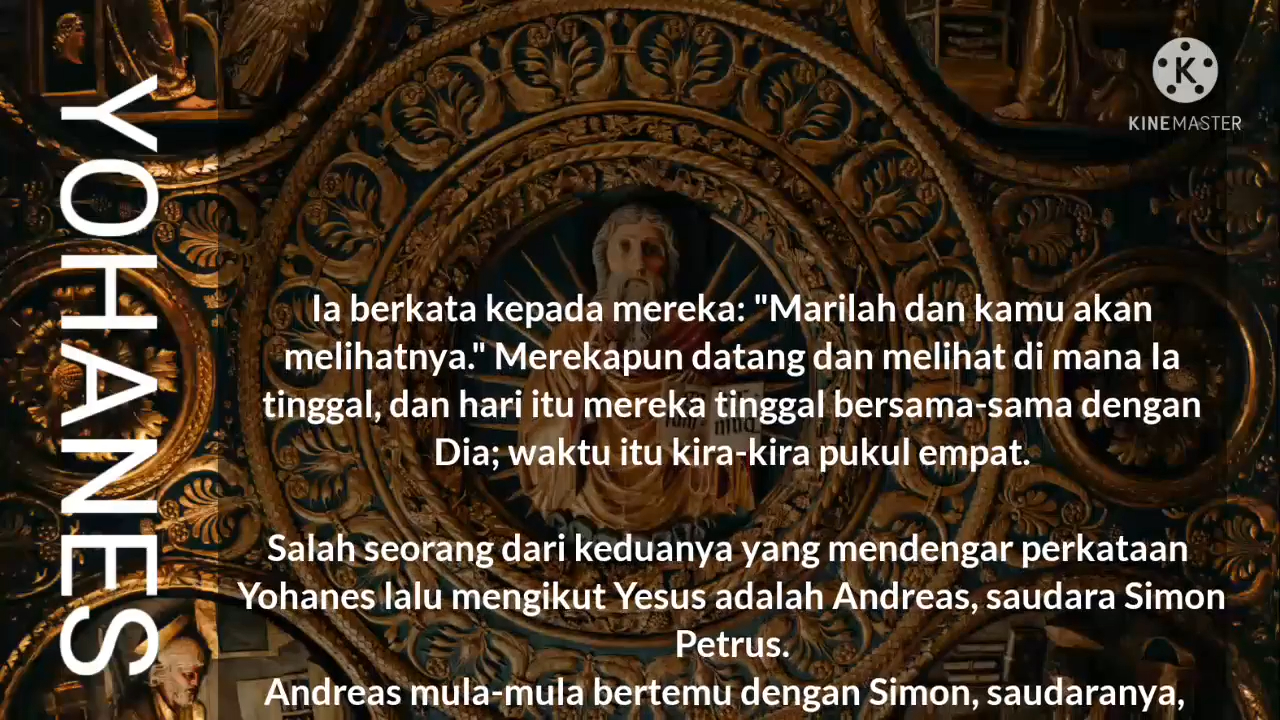 YOHANES
KINEMASTER
Ia berkata kepada mereka: "Marilah dan kamu akan
melihatnya." Merekapun datang dan melihat di mana Ia
tinggal, dan hari itu mereka tinggal bersama-sama dengan
Dia; waktu itu kira-kira pukul empat.
Salah seorang dari keduanya yang mendengar perkataan
Yohanes lalu mengikut Yesus adalah Andreas, saudara Simon
Petrus.
Andreas mula-mula bertemu dengan Simon, saudaranya,